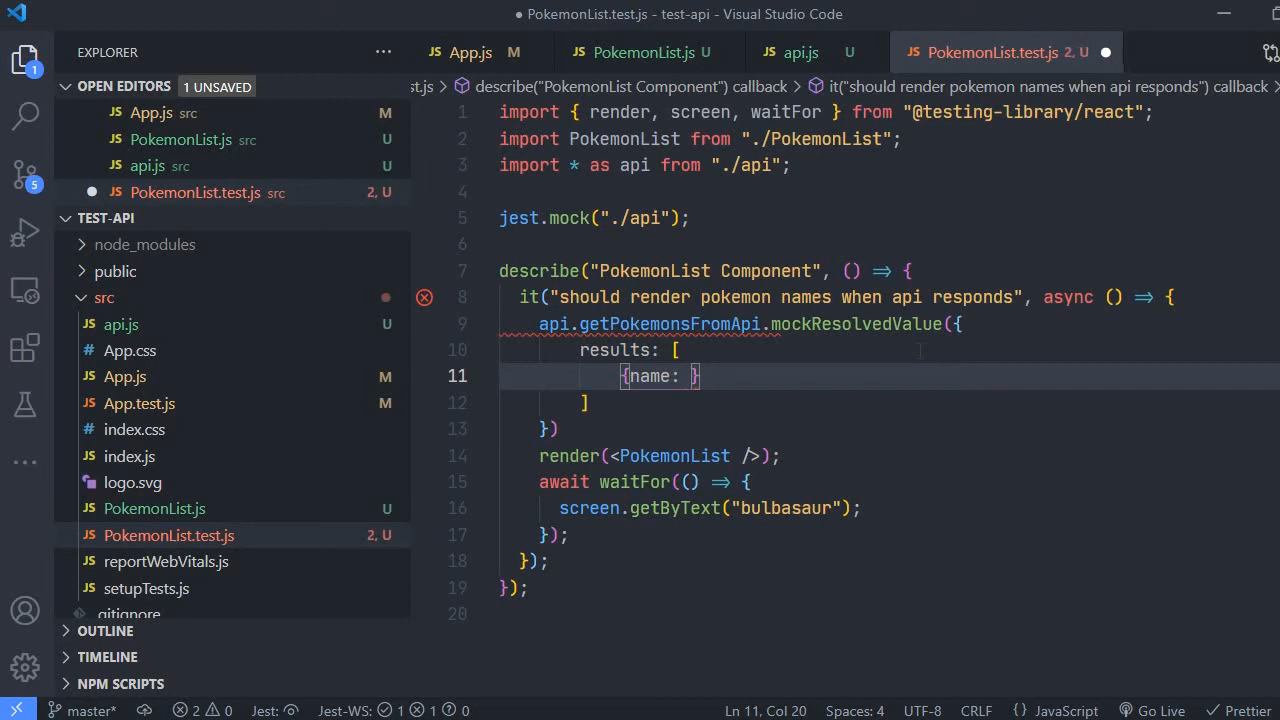 ● PokemonList.test.js - test-api - Visual Studio Code
EXPLORER
OPEN EDITORS 1 UNSAVED
JS App.js src M
JS PokemonList.js src U
JS api.js src U
● JS PokemonList.test.js src 2, U
TEST-API
node_modules
public
src
JS api.js U
# App.css
JS App.js M
JS App.test.js M
# index.css
JS index.js
logo.svg
JS PokemonList.js U
JS PokemonList.test.js 2, U
JS reportWebVitals.js
JS setupTests.js
.gitignore
OUTLINE
TIMELINE
NPM SCRIPTS
1
5
JS App.js M JS PokemonList.js U JS api.js U JS PokemonList.test.js 2, U ●
st.js > describe("PokemonList Component") callback > it("should render pokemon names when api responds") callback >
1 import { render, screen, waitFor } from "@testing-library/react";
2 import PokemonList from "./PokemonList";
3 import * as api from "./api";
4
5 jest.mock("./api");
6
7 describe("PokemonList Component", () => {
8 it("should render pokemon names when api responds", async () => {
9 api.getPokemonsFromApi.mockResolvedValue({
10 results: [
11 {name: }
12 ]
13 })
14 render(<PokemonList />);
15 await waitFor(() => {
16 screen.getByText("bulbasaur");
17 });
18 });
19 });
20
master* 2 0 Jest: Jest-WS: 1 1 0 Ln 11, Col 20 Spaces: 4 UTF-8 CRLF {} JavaScript Go Live Prettier